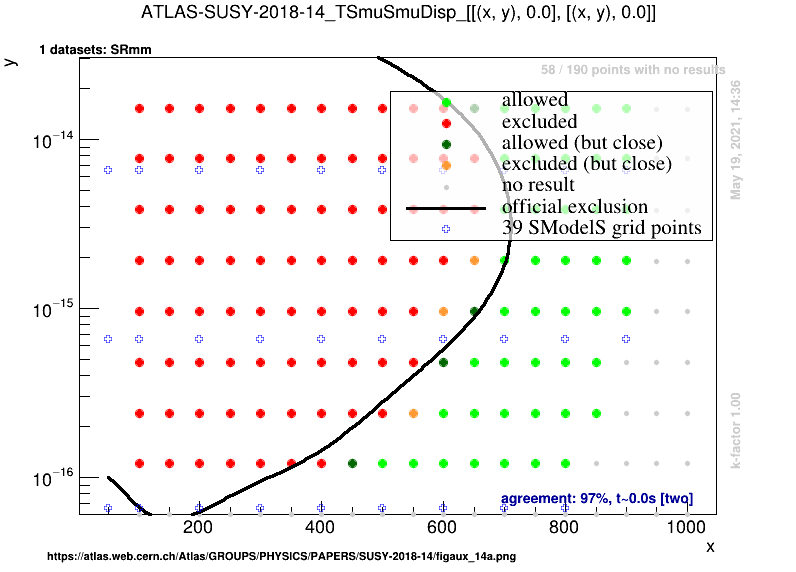 ATLAS-SUSY-2018-14_TSmuSmuDisp_[[(x, y), 0.0], [(x, y), 0.0]]
1 datasets: SRmm
y
58 / 190 points with no results
allowed
excluded
allowed (but close)
excluded (but close)
no result
official exclusion
39 SModelS grid points
May 19, 2021, 14:36
10⁻¹⁴
10⁻¹⁵
10⁻¹⁶
k-factor 1.00
agreement: 97%, t~0.0s [two]
200 400 600 800 1000
x
https://atlas.web.cern.ch/Atlas/GROUPS/PHYSICS/PAPERS/SUSY-2018-14/figaux_14a.png